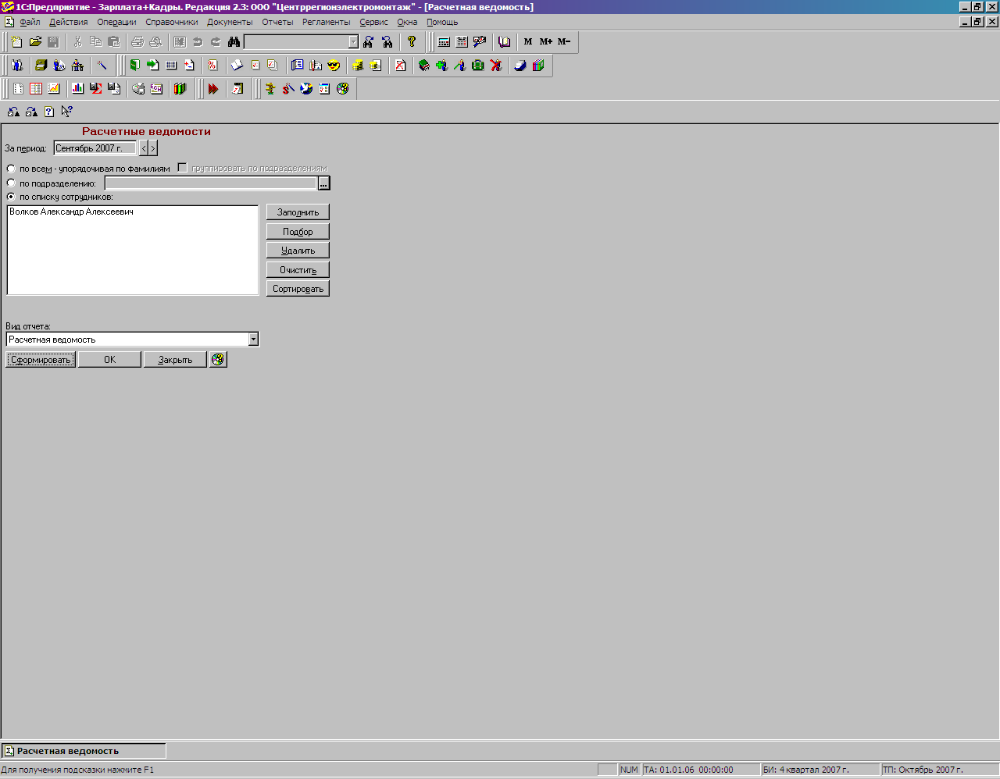 1С:Предприятие - Зарплата+Кадры. Редакция 2.3: ООО "Центррегионэлектромонтаж" - [Расчетная ведомость]
Файл Действия Операции Справочники Документы Отчеты Регламенты Сервис Окна Помощь
M M+ M−
Расчетные ведомости
За период: Сентябрь 2007 г. < >
по всем - упорядочивая по фамилиям группировать по подразделениям
по подразделению: ...
по списку сотрудников:
Волков Александр Алексеевич
Заполнить
Подбор
Удалить
Очистить
Сортировать
Вид отчета:
Расчетная ведомость
Сформировать ОК Закрыть
Расчетная ведомость
Для получения подсказки нажмите F1 NUM ТА: 01.01.06 00:00:00 БИ: 4 квартал 2007 г. ТП: Октябрь 2007 г.